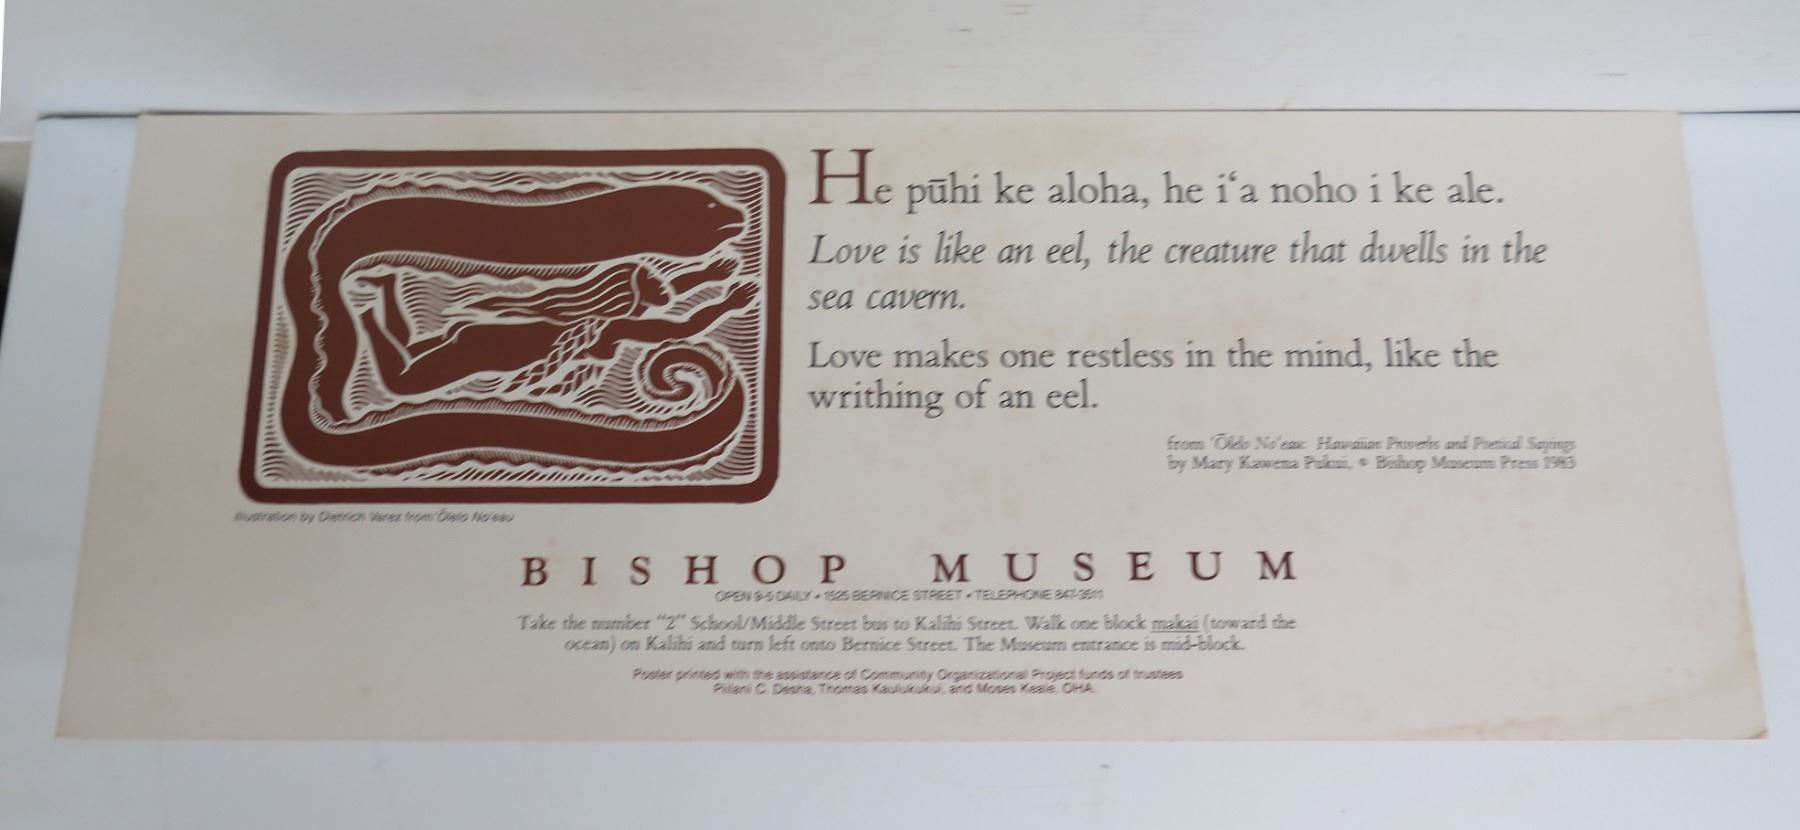 He pūhi ke aloha, he i‘a noho i ke ale.
Love is like an eel, the creature that dwells in the
sea cavern.
Love makes one restless in the mind, like the
writhing of an eel.
from ‘Ōlelo No‘eau: Hawaiian Proverbs and Poetical Sayings
by Mary Kawena Pukui, © Bishop Museum Press 1983
Illustration by Dietrich Varez from ‘Ōlelo No‘eau
BISHOP MUSEUM
OPEN 9-5 DAILY • 1525 BERNICE STREET • TELEPHONE 847-3511
Take the number "2" School/Middle Street bus to Kalihi Street. Walk one block makai (toward the
ocean) on Kalihi and turn left onto Bernice Street. The Museum entrance is mid-block.
Poster printed with the assistance of Community Organizational Project funds of trustees
Piilani C. Desha, Thomas Kaulukukui, and Moses Keale, OHA.